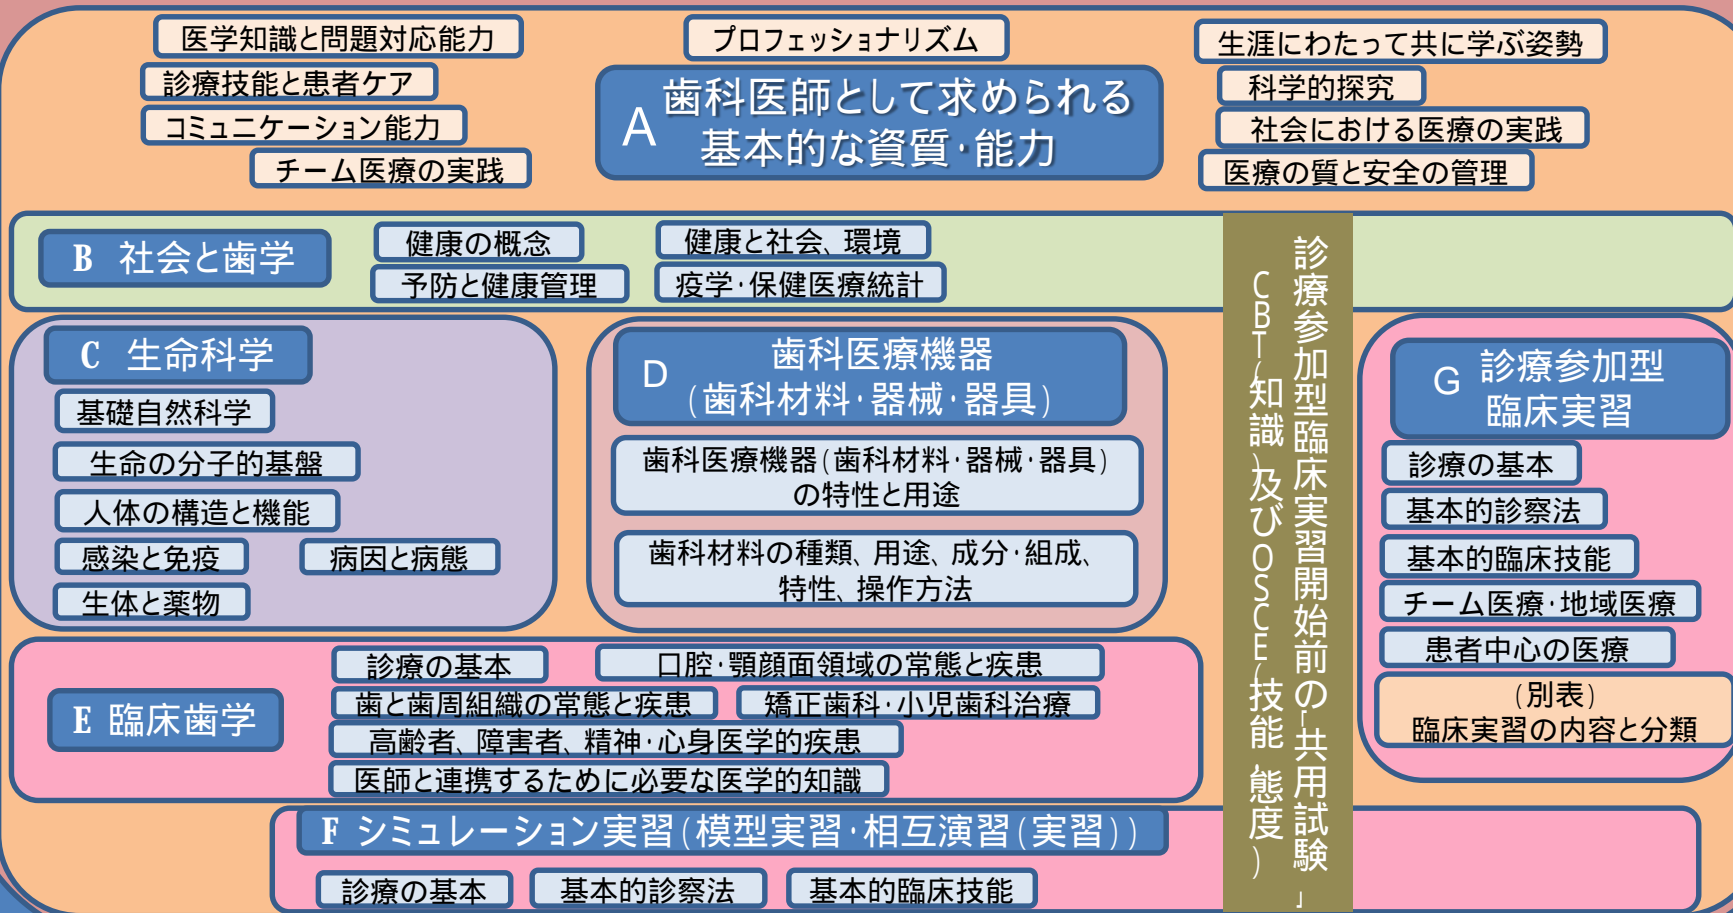 医学知識と問題対応能力
診療技能と患者ケア
コミュニケーション能力
チーム医療の実践
プロフェッショナリズム
A 歯科医師として求められる
基本的な資質・能力
生涯にわたって共に学ぶ姿勢
科学的探究
社会における医療の実践
医療の質と安全の管理
B 社会と歯学
健康の概念
健康と社会、環境
予防と健康管理
疫学・保健医療統計
C 生命科学
基礎自然科学
生命の分子的基盤
人体の構造と機能
感染と免疫
病因と病態
生体と薬物
D 歯科医療機器
(歯科材料・器械・器具)
歯科医療機器(歯科材料・器械・器具)
の特性と用途
歯科材料の種類、用途、成分・組成、
特性、操作方法
E 臨床歯学
診療の基本
口腔・顎顔面領域の常態と疾患
歯と歯周組織の常態と疾患
矯正歯科・小児歯科治療
高齢者、障害者、精神・心身医学的疾患
医師と連携するために必要な医学的知識
F シミュレーション実習(模型実習・相互演習(実習))
診療の基本
基本的診察法
基本的臨床技能
診療参加型臨床実習開始前の「共用試験」
CBT(知識)及びOSCE(技能、態度)
G 診療参加型
臨床実習
診療の基本
基本的診察法
基本的臨床技能
チーム医療・地域医療
患者中心の医療
(別表)
臨床実習の内容と分類